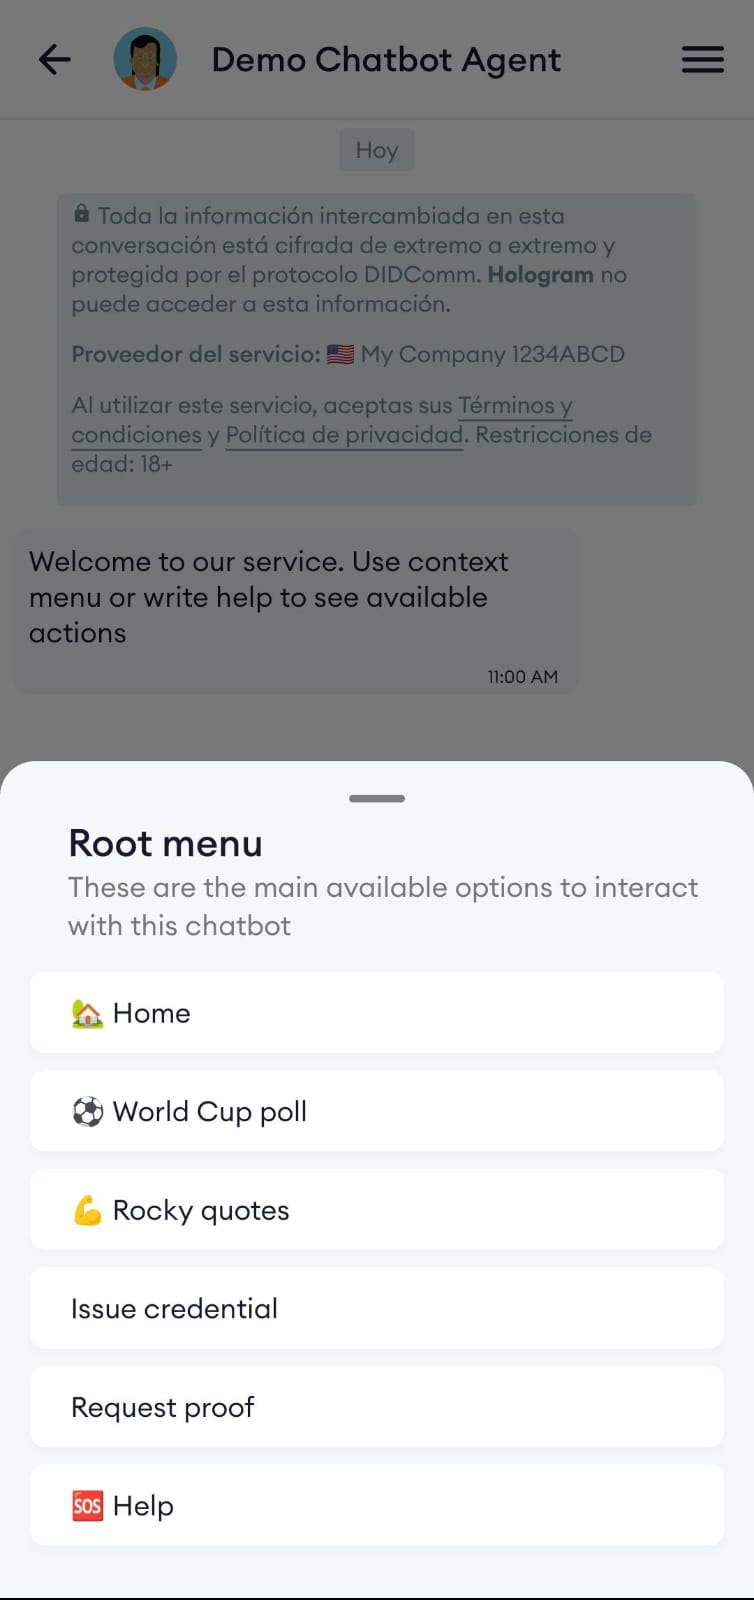 Demo Chatbot Agent
Hoy
🔒 Toda la información intercambiada en esta
conversación está cifrada de extremo a extremo y
protegida por el protocolo DIDComm. Hologram no
puede acceder a esta información.
Proveedor del servicio: 🇺🇸 My Company 1234ABCD
Al utilizar este servicio, aceptas sus Términos y
condiciones y Política de privacidad. Restricciones de
edad: 18+
Welcome to our service. Use context
menu or write help to see available
actions
11:00 AM
Root menu
These are the main available options to interact
with this chatbot
🏡 Home
⚽ World Cup poll
💪 Rocky quotes
Issue credential
Request proof
🆘 Help